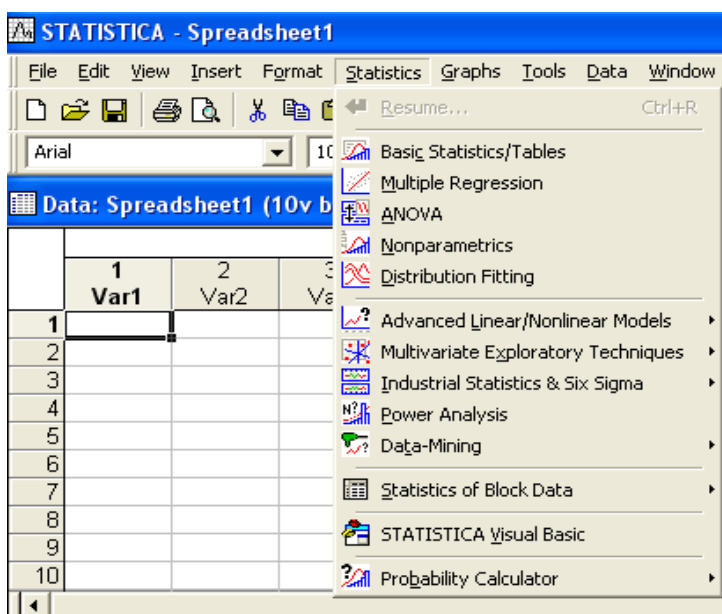 STATISTICA - Spreadsheet1
File Edit View Insert Format Statistics Graphs Tools Data Window
Resume... Ctrl+R
Arial 10
Basic Statistics/Tables
Multiple Regression
ANOVA
Nonparametrics
Distribution Fitting
Advanced Linear/Nonlinear Models
Multivariate Exploratory Techniques
Industrial Statistics & Six Sigma
Power Analysis
Data-Mining
Statistics of Block Data
STATISTICA Visual Basic
Probability Calculator
Data: Spreadsheet1 (10v b
1 2 3
Var1 Var2 Va
1
2
3
4
5
6
7
8
9
10